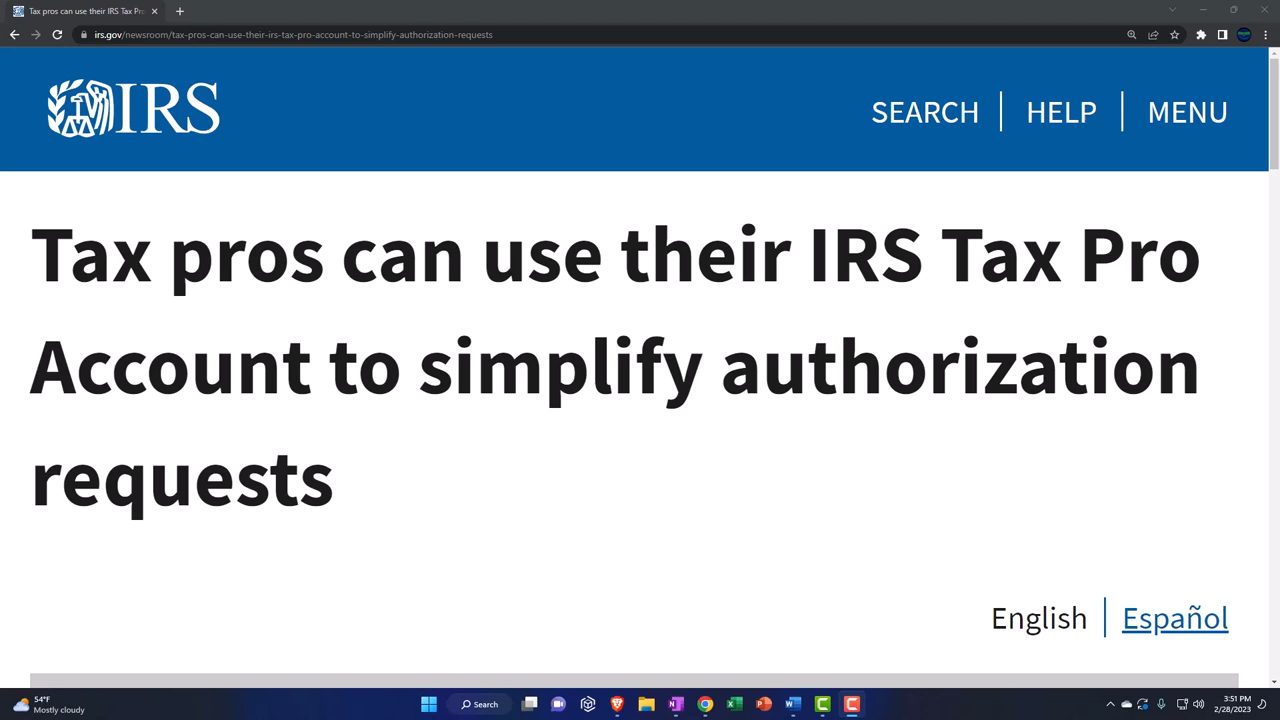 Tax pros can use their IRS Tax Pro
irs.gov/newsroom/tax-pros-can-use-their-irs-tax-pro-account-to-simplify-authorization-requests
IRS
SEARCH
HELP
MENU
Tax pros can use their IRS Tax Pro
Account to simplify authorization
requests
English
Español
54°F
Mostly cloudy
Search
3:51 PM
2/28/2023